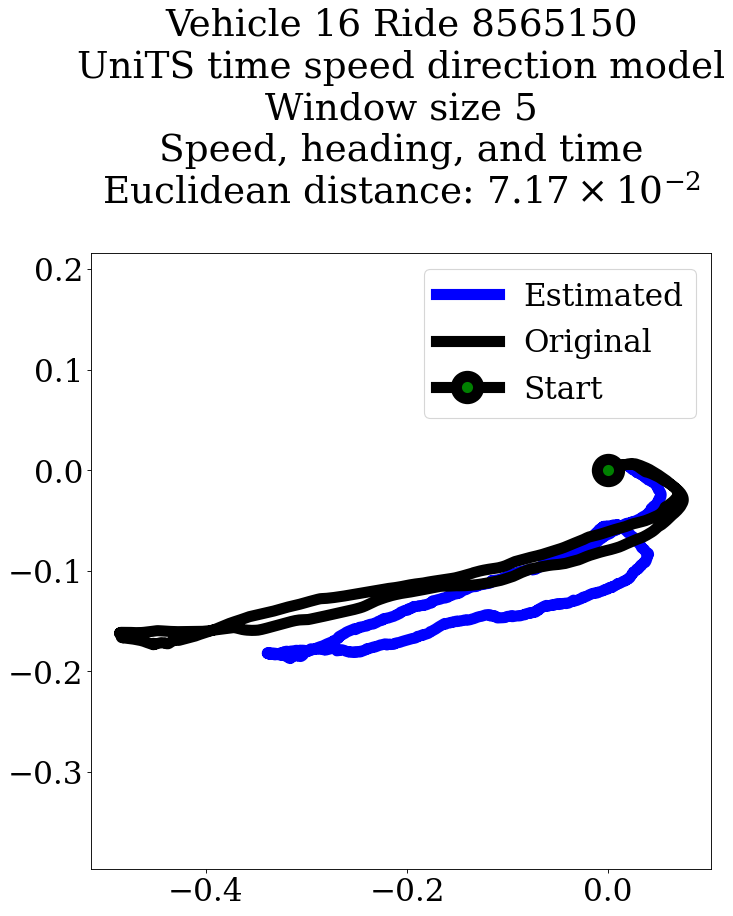 Vehicle 16 Ride 8565150
UniTS time speed direction model
Window size 5
Speed, heading, and time
Euclidean distance: 7.17 × 10⁻²
Estimated
Original
Start
0.2
0.1
0.0
−0.1
−0.2
−0.3
−0.4
−0.2
0.0